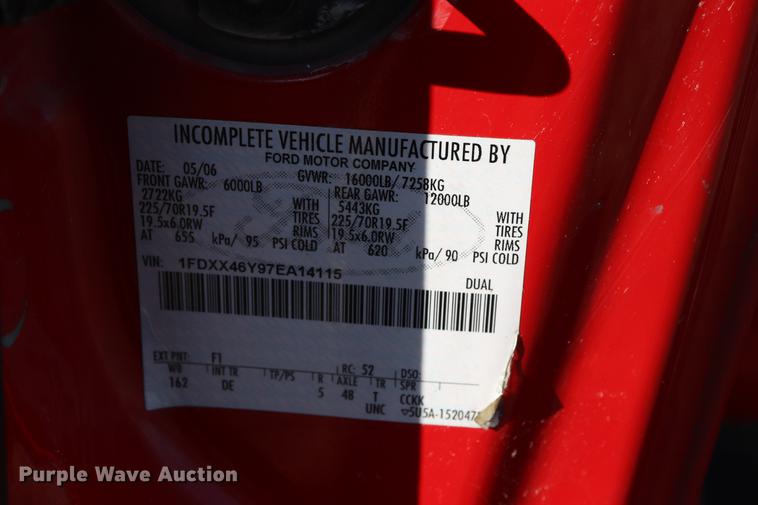 INCOMPLETE VEHICLE MANUFACTURED BY
FORD MOTOR COMPANY
DATE: 05/06 GVWR: 16000LB/ 7258KG
FRONT GAWR: 6000LB REAR GAWR: 12000LB
2722KG WITH 5443KG WITH
225/70R19.5F TIRES 225/70R19.5F TIRES
19.5x6.0RW RIMS 19.5x6.0RW RIMS
AT 655 kPa/ 95 PSI COLD AT 620 kPa/ 90 PSI COLD
VIN: 1FDXX46Y97EA14115 DUAL
EXT PNT: F1 RC: 52 DSO:
WB INT TR TP/PS R AXLE TR SPR
162 DE 5 48 T CCKK
UNC 5U5A-1520472
Purple Wave Auction